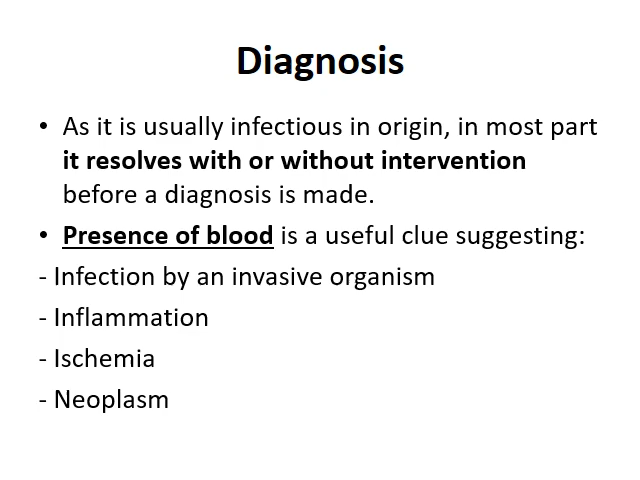 Diagnosis
• As it is usually infectious in origin, in most part
it resolves with or without intervention
before a diagnosis is made.
• Presence of blood is a useful clue suggesting:
- Infection by an invasive organism
- Inflammation
- Ischemia
- Neoplasm